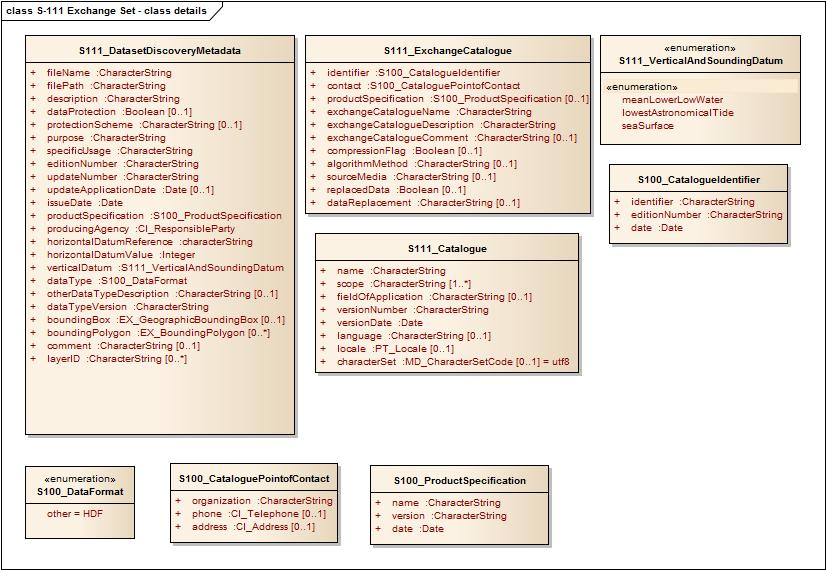 class S-111 Exchange Set - class details
S111_DatasetDiscoveryMetadata
+ fileName :CharacterString
+ filePath :CharacterString
+ description :CharacterString
+ dataProtection :Boolean [0..1]
+ protectionScheme :CharacterString [0..1]
+ purpose :CharacterString
+ specificUsage :CharacterString
+ editionNumber :CharacterString
+ updateNumber :CharacterString
+ updateApplicationDate :Date [0..1]
+ issueDate :Date
+ productSpecification :S100_ProductSpecification
+ producingAgency :CI_ResponsibleParty
+ horizontalDatumReference :characterString
+ horizontalDatumValue :Integer
+ verticalDatum :S111_VerticalAndSoundingDatum
+ dataType :S100_DataFormat
+ otherDataTypeDescription :CharacterString [0..1]
+ dataTypeVersion :CharacterString
+ boundingBox :EX_GeographicBoundingBox [0..1]
+ boundingPolygon :EX_BoundingPolygon [0..*]
+ comment :CharacterString [0..1]
+ layerID :CharacterString [0..*]
S111_ExchangeCatalogue
+ identifier :S100_CatalogueIdentifier
+ contact :S100_CataloguePointofContact
+ productSpecification :S100_ProductSpecification [0..1]
+ exchangeCatalogueName :CharacterString
+ exchangeCatalogueDescription :CharacterString
+ exchangeCatalogueComment :CharacterString [0..1]
+ compressionFlag :Boolean [0..1]
+ algorithmMethod :CharacterString [0..1]
+ sourceMedia :CharacterString [0..1]
+ replacedData :Boolean [0..1]
+ dataReplacement :CharacterString [0..1]
«enumeration»
S111_VerticalAndSoundingDatum
«enumeration»
meanLowerLowWater
lowestAstronomicalTide
seaSurface
S100_CatalogueIdentifier
+ identifier :CharacterString
+ editionNumber :CharacterString
+ date :Date
S111_Catalogue
+ name :CharacterString
+ scope :CharacterString [1..*]
+ fieldOfApplication :CharacterString [0..1]
+ versionNumber :CharacterString
+ versionDate :Date
+ language :CharacterString [0..1]
+ locale :PT_Locale [0..1]
+ characterSet :MD_CharacterSetCode [0..1] = utf8
«enumeration»
S100_DataFormat
other = HDF
S100_CataloguePointofContact
+ organization :CharacterString
+ phone :CI_Telephone [0..1]
+ address :CI_Address [0..1]
S100_ProductSpecification
+ name :CharacterString
+ version :CharacterString
+ date :Date